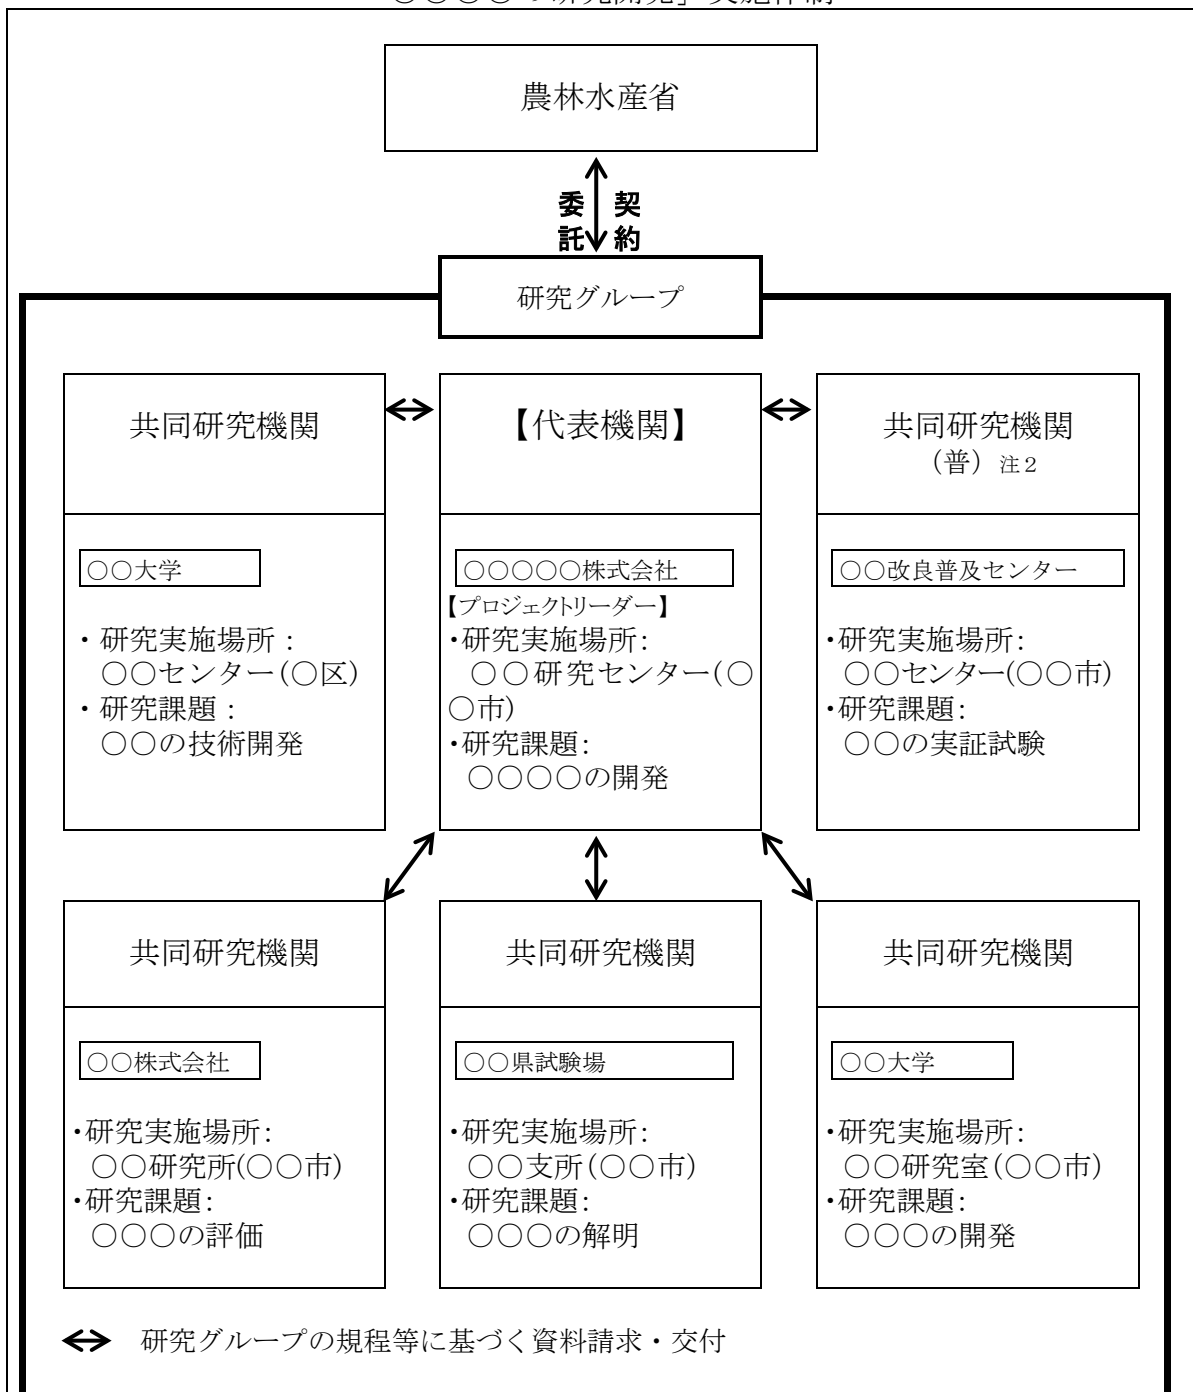 ○○○○の研究開発」実施体制
農林水産省
委託契約
研究グループ
共同研究機関
○○大学
・研究実施場所：
○○センター(○区)
・研究課題：
○○の技術開発
【代表機関】
○○○○○株式会社
【プロジェクトリーダー】
・研究実施場所：
○○研究センター(○
○市)
・研究課題：
○○○○の開発
共同研究機関
（普）注２
○○改良普及センター
・研究実施場所：
○○センター(○○市)
・研究課題：
○○の実証試験
共同研究機関
○○株式会社
・研究実施場所：
○○研究所(○○市)
・研究課題：
○○○の評価
共同研究機関
○○県試験場
・研究実施場所：
○○支所(○○市)
・研究課題：
○○○の解明
共同研究機関
○○大学
・研究実施場所：
○○研究室(○○市)
・研究課題：
○○○の開発
研究グループの規程等に基づく資料請求・交付